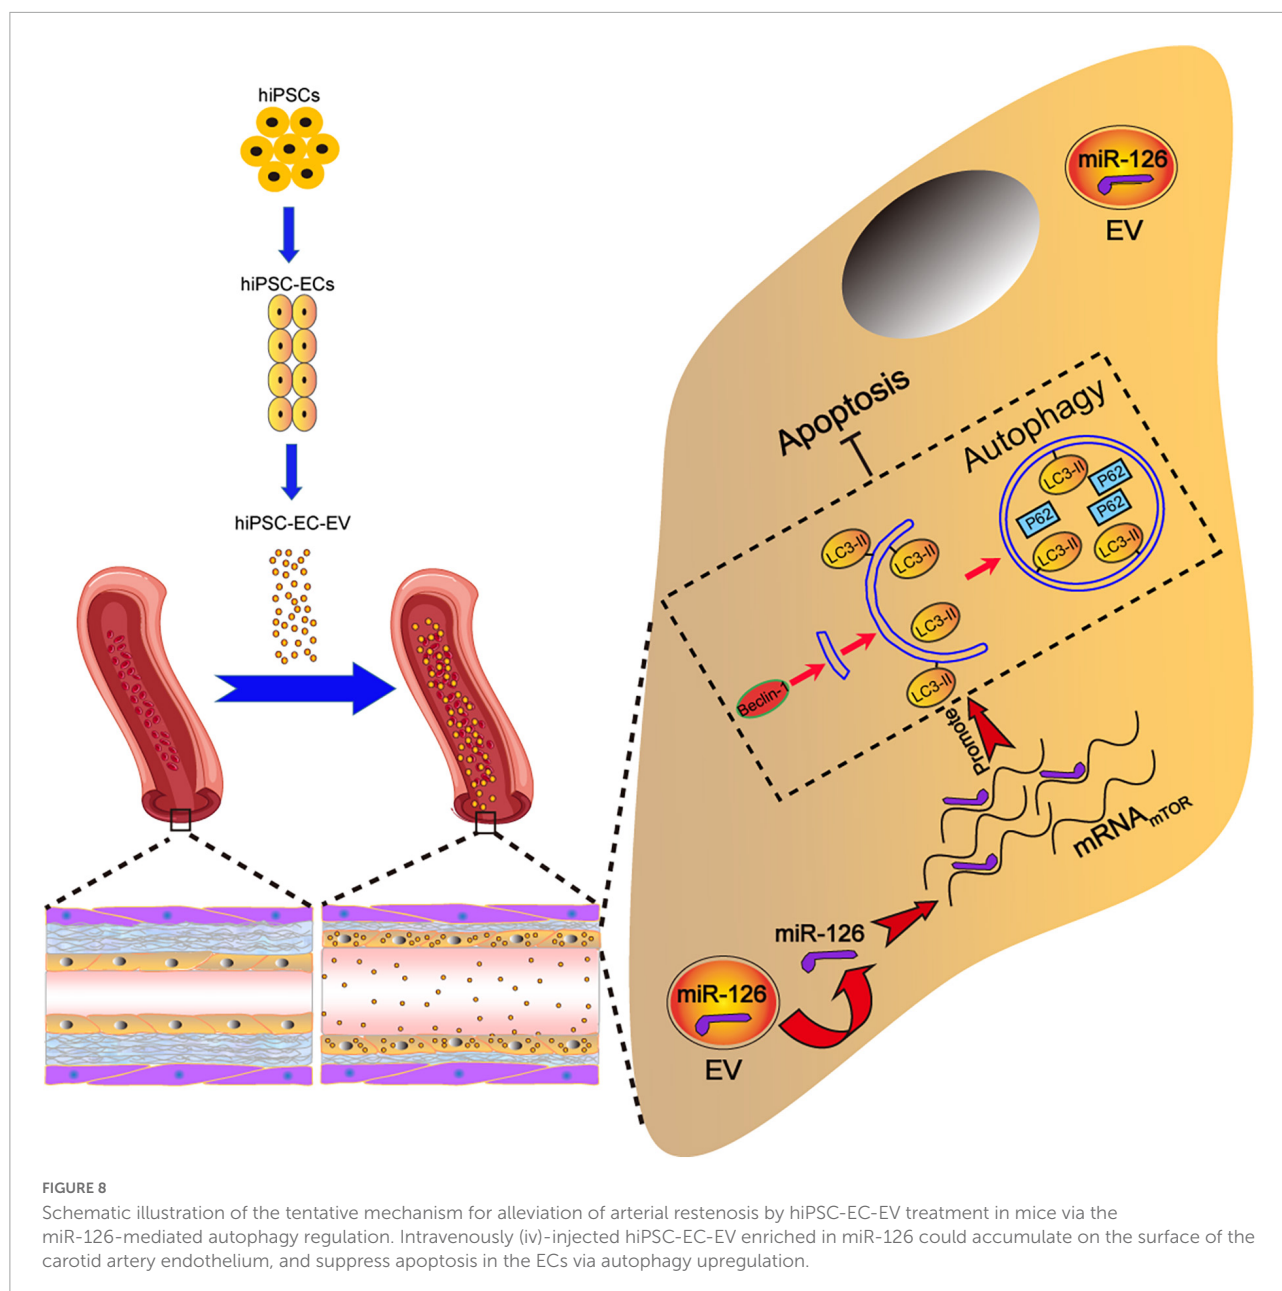 hiPSCs
hiPSC-ECs
hiPSC-EC-EV
miR-126
EV
Apoptosis
Autophagy
LC3-II
P62
P62
P62
LC3-II
LC3-II
LC3-II
LC3-II
LC3-II
LC3-II
Beclin-1
Promote
mRNAmTOR
miR-126
miR-126
EV
FIGURE 8
Schematic illustration of the tentative mechanism for alleviation of arterial restenosis by hiPSC-EC-EV treatment in mice via the
miR-126-mediated autophagy regulation. Intravenously (iv)-injected hiPSC-EC-EV enriched in miR-126 could accumulate on the surface of the
carotid artery endothelium, and suppress apoptosis in the ECs via autophagy upregulation.